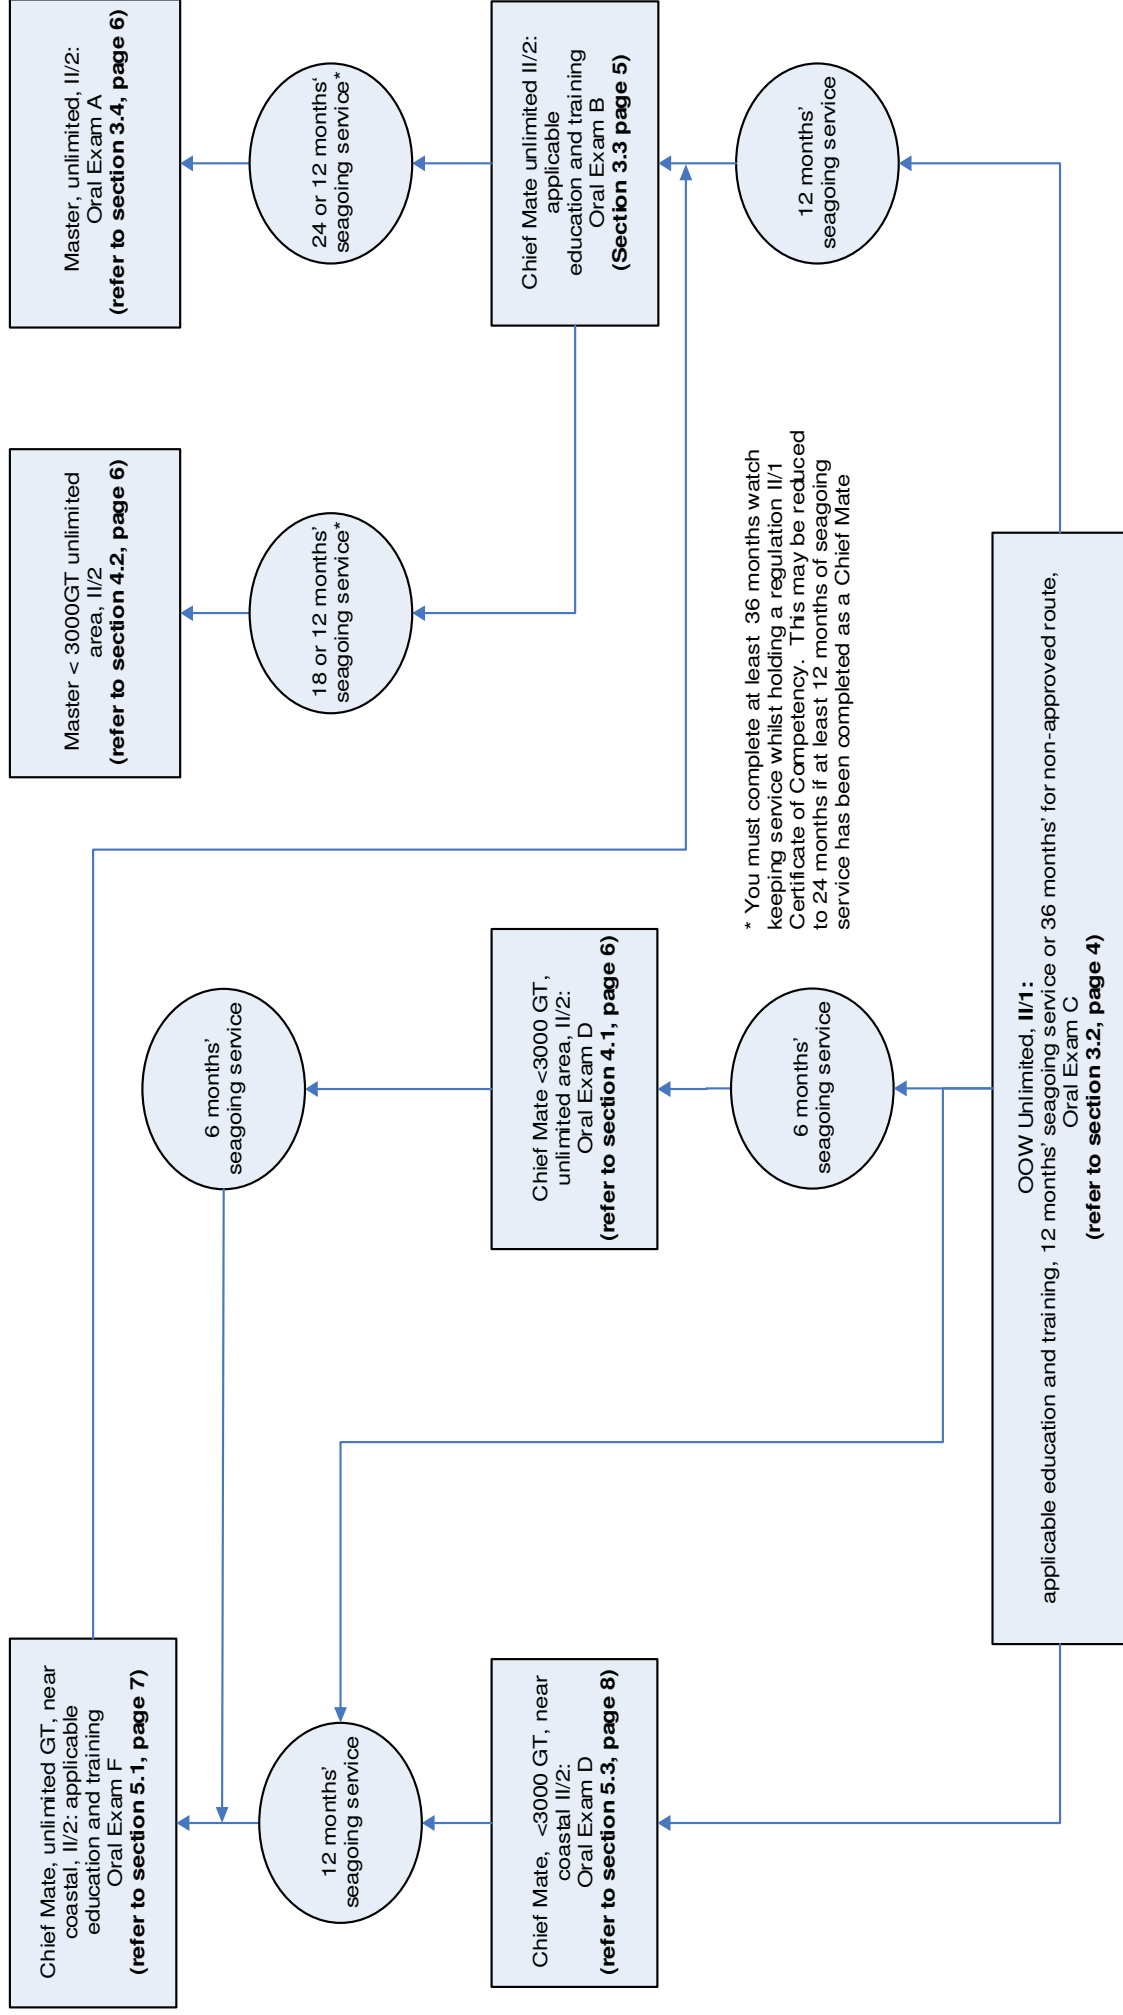 Chief Mate, unlimited GT, near
coastal, II/2: applicable
education and training
Oral Exam F
(refer to section 5.1, page 7)
12 months’
seagoing service
Chief Mate,  <3000 GT, near
coastal II/2:
Oral Exam D
(refer to section 5.3, page 8)
6 months’
seagoing service
Chief Mate <3000 GT,
unlimited area, II/2:
Oral Exam D
(refer to section 4.1, page 6)
6 months’
seagoing service
Master < 3000GT unlimited
area, II/2
(refer to section 4.2, page 6)
18 or 12 months’
seagoing service*
Master, unlimited, II/2:
Oral Exam A
(refer to section 3.4, page 6)
24 or 12 months‘
seagoing service*
Chief Mate unlimited II/2:
applicable
education and training
Oral Exam B
(Section 3.3 page 5)
12 months’
seagoing service
* You must complete at least  36 months watch
keeping service whilst holding a regulation II/1
Certificate of Competency.  This may be reduced
to 24 months if at least 12 months of seagoing
service has been completed as a Chief Mate
OOW Unlimited, II/1:
applicable education and training, 12 months’ seagoing service or 36 months’ for non-approved route,
Oral Exam C
(refer to section 3.2, page 4)